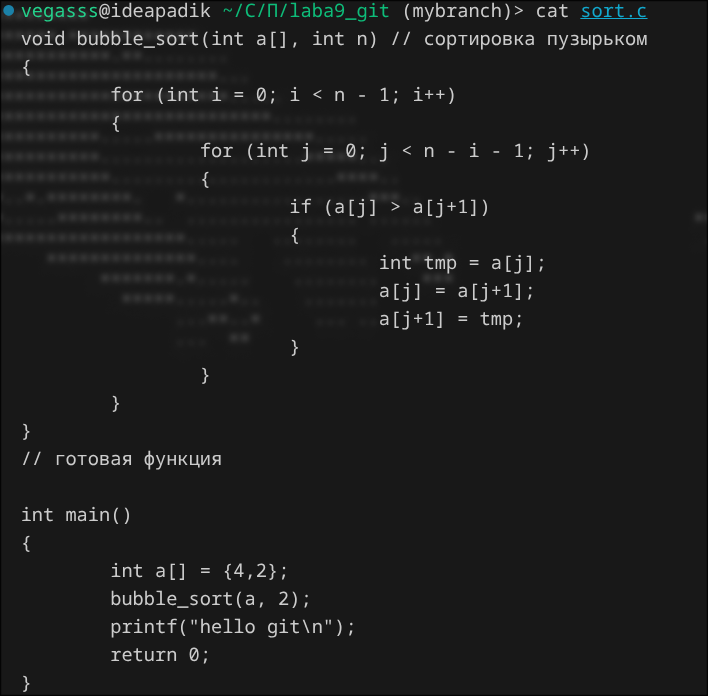 vegasss@ideapadik ~/С/П/laba9_git (mybranch)> cat sort.c
void bubble_sort(int a[], int n) // сортировка пузырьком
{
        for (int i = 0; i < n - 1; i++)
        {
                for (int j = 0; j < n - i - 1; j++)
                {
                        if (a[j] > a[j+1])
                        {
                                int tmp = a[j];
                                a[j] = a[j+1];
                                a[j+1] = tmp;
                        }
                }
        }
}
// готовая функция

int main()
{
        int a[] = {4,2};
        bubble_sort(a, 2);
        printf("hello git\n");
        return 0;
}